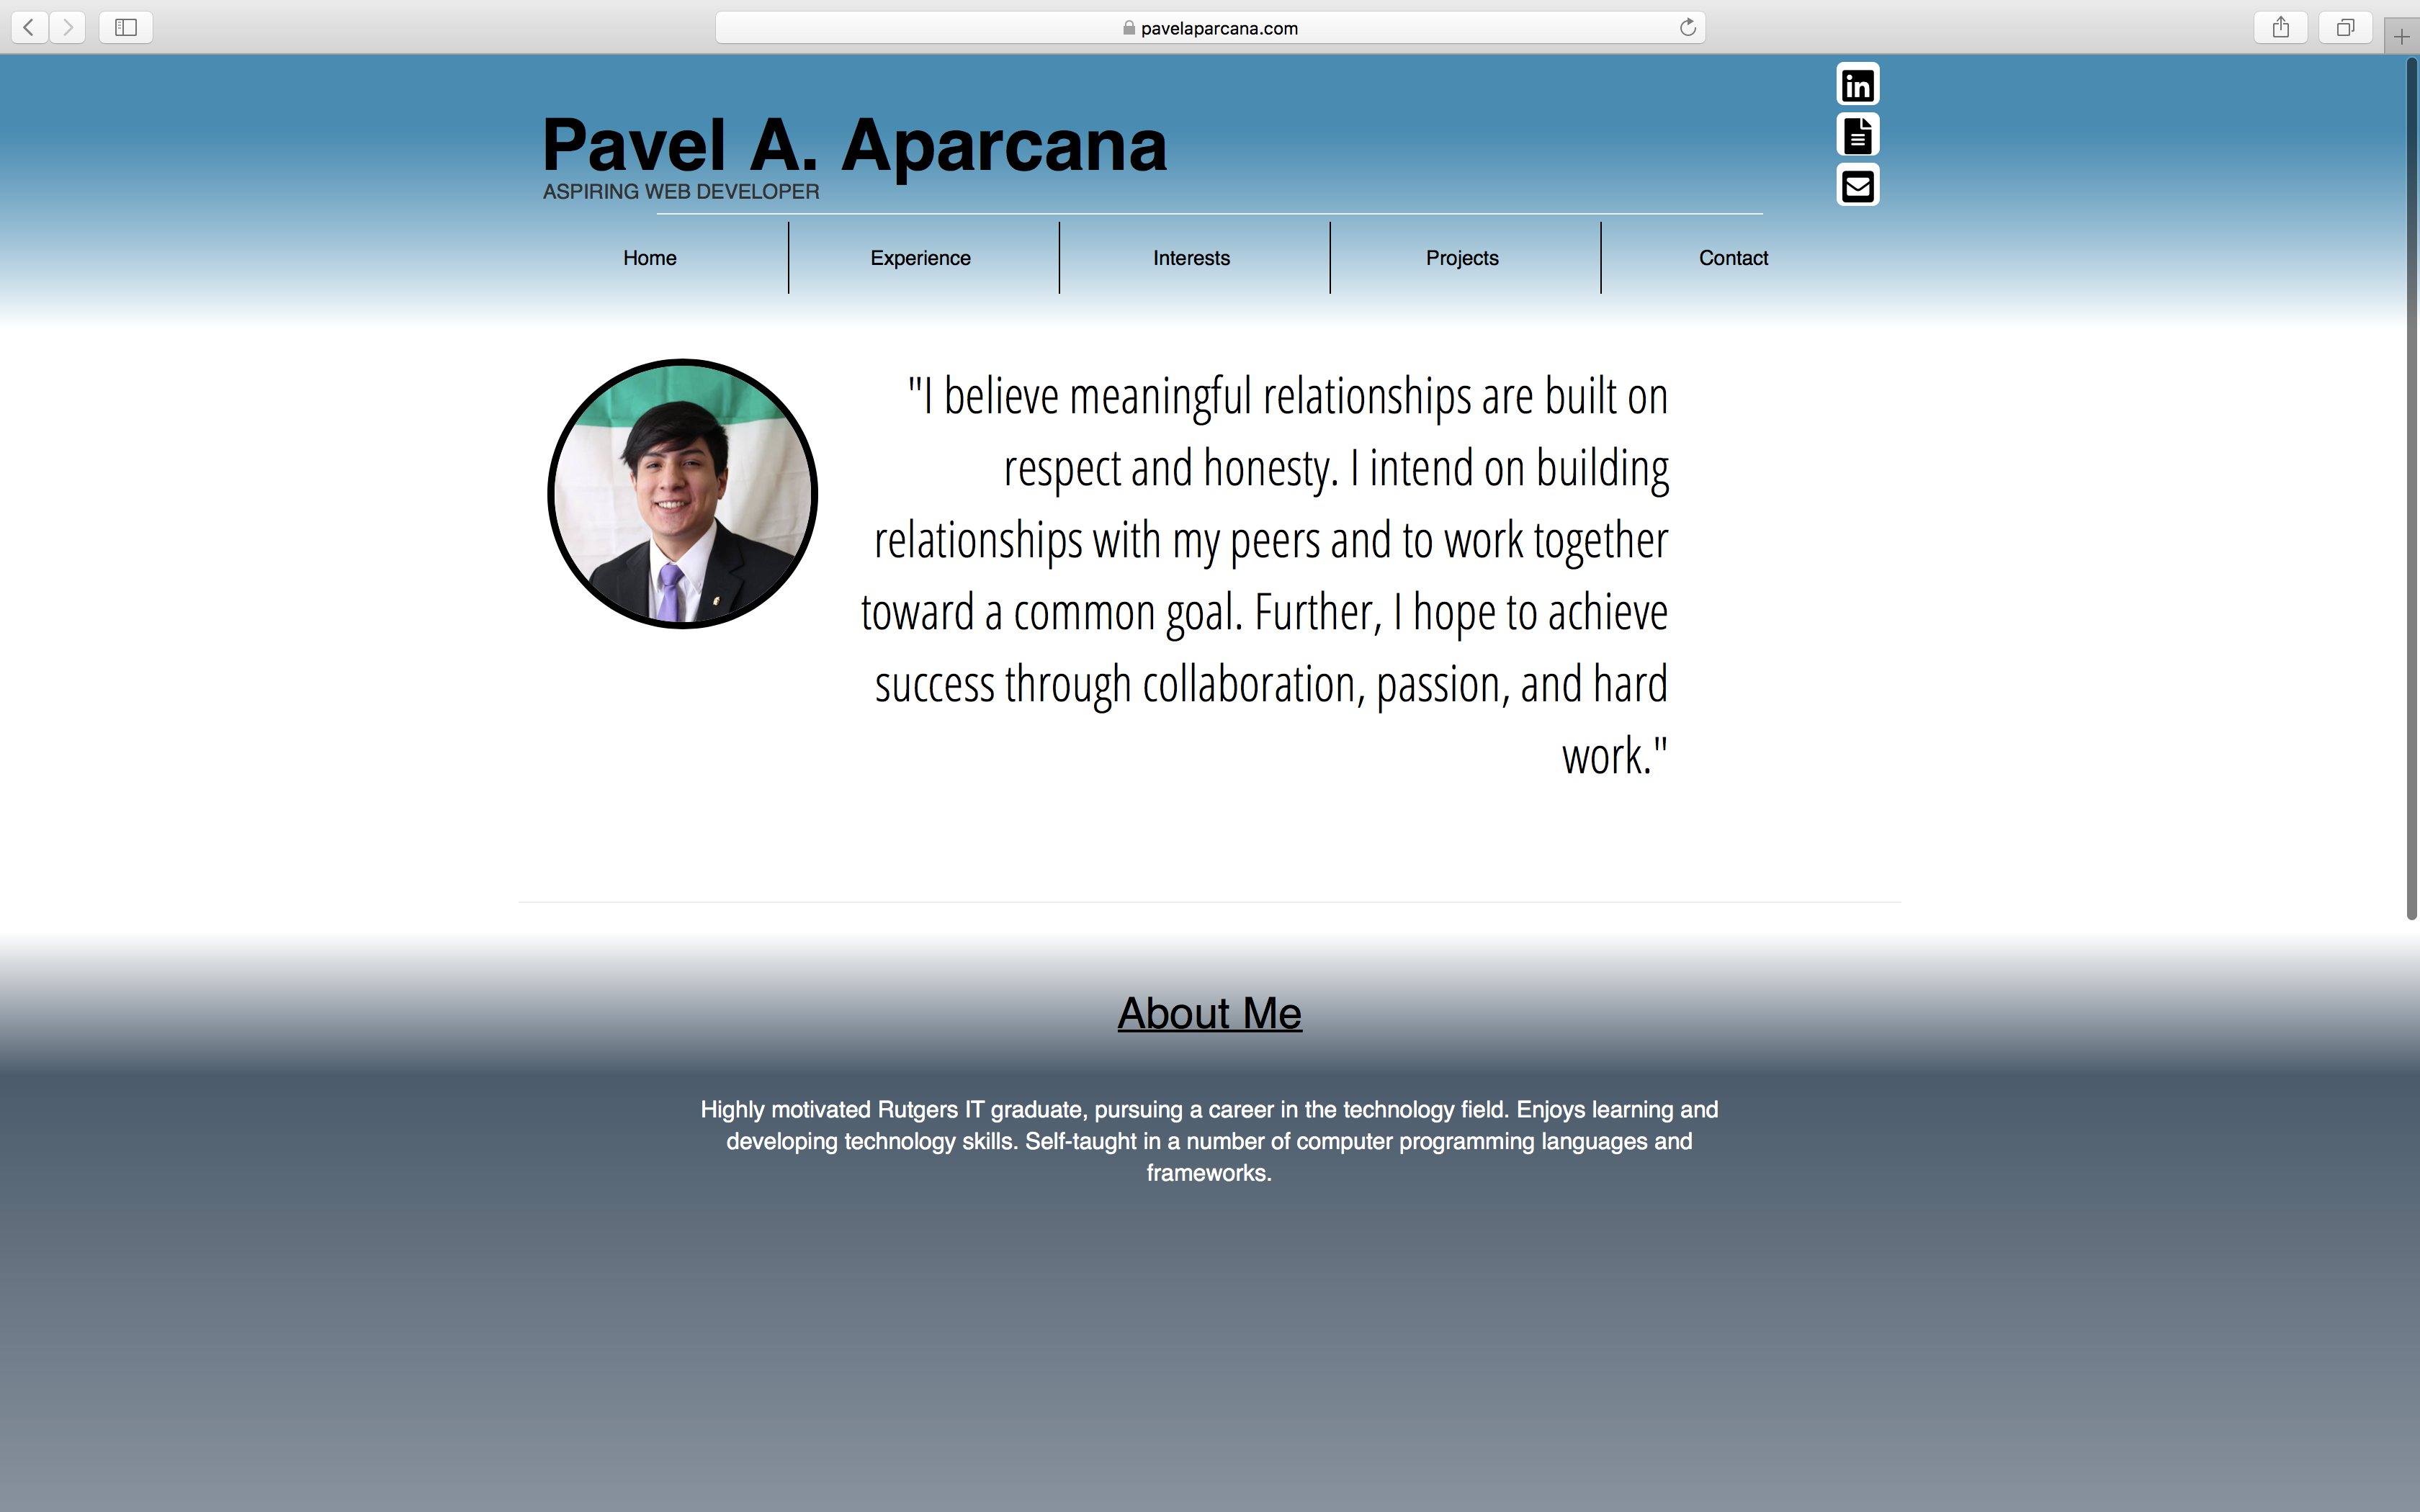 pavelaparcana.com
in
Pavel A. Aparcana
ASPIRING WEB DEVELOPER
Home Experience Interests Projects Contact
"I believe meaningful relationships are built on
respect and honesty. I intend on building
relationships with my peers and to work together
toward a common goal. Further, I hope to achieve
success through collaboration, passion, and hard
work."
About Me
Highly motivated Rutgers IT graduate, pursuing a career in the technology field. Enjoys learning and
developing technology skills. Self-taught in a number of computer programming languages and
frameworks.